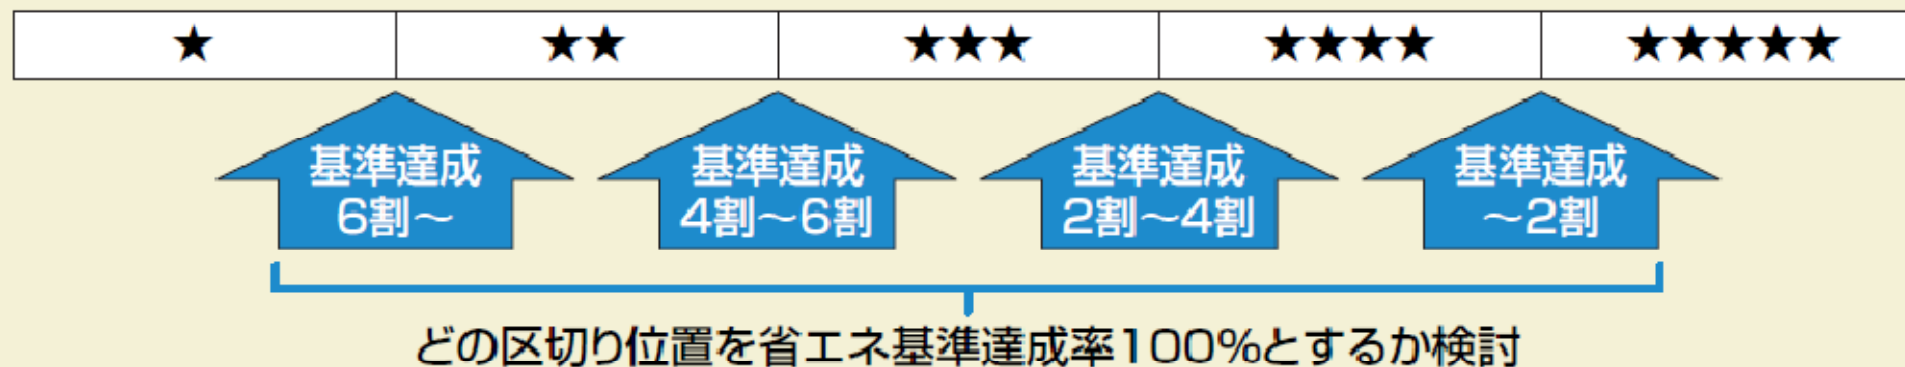 ★ ★★ ★★★ ★★★★ ★★★★★
基準達成
6割～
基準達成
4割～6割
基準達成
2割～4割
基準達成
～2割
どの区切り位置を省エネ基準達成率100%とするか検討